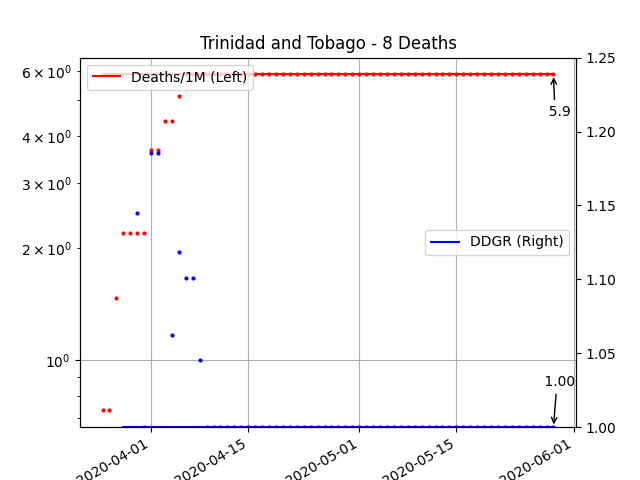 Trinidad and Tobago - 8 Deaths
Deaths/1M (Left)
DDGR (Right)
5.9
1.00
6 × 10⁰
4 × 10⁰
3 × 10⁰
2 × 10⁰
10⁰
1.25
1.20
1.15
1.10
1.05
1.00
2020-04-01
2020-04-15
2020-05-01
2020-05-15
2020-06-01